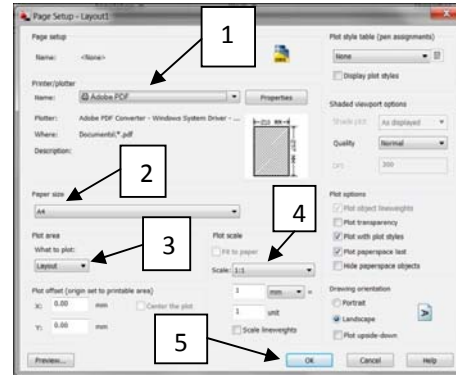 Page Setup - Layout1
Page setup
Name: <None>
DWG
Printer/plotter
Name: Adobe PDF
Properties
Plotter: Adobe PDF Converter - Windows System Driver - ...
Where: Documents\*.pdf
Description:
Paper size
A4
Plot area
What to plot:
Layout
Plot offset (origin set to printable area)
X: 0.00 mm
Center the plot
Y: 0.00 mm
Plot scale
Fit to paper
Scale: 1:1
1 mm =
1 unit
Scale lineweights
Plot style table (pen assignments)
None
Display plot styles
Shaded viewport options
Shade plot As displayed
Quality Normal
DPI 300
Plot options
Plot object lineweights
Plot transparency
Plot with plot styles
Plot paperspace last
Hide paperspace objects
Drawing orientation
Portrait
Landscape
Plot upside-down
A
Preview...
OK
Cancel
Help
1
2
3
4
5